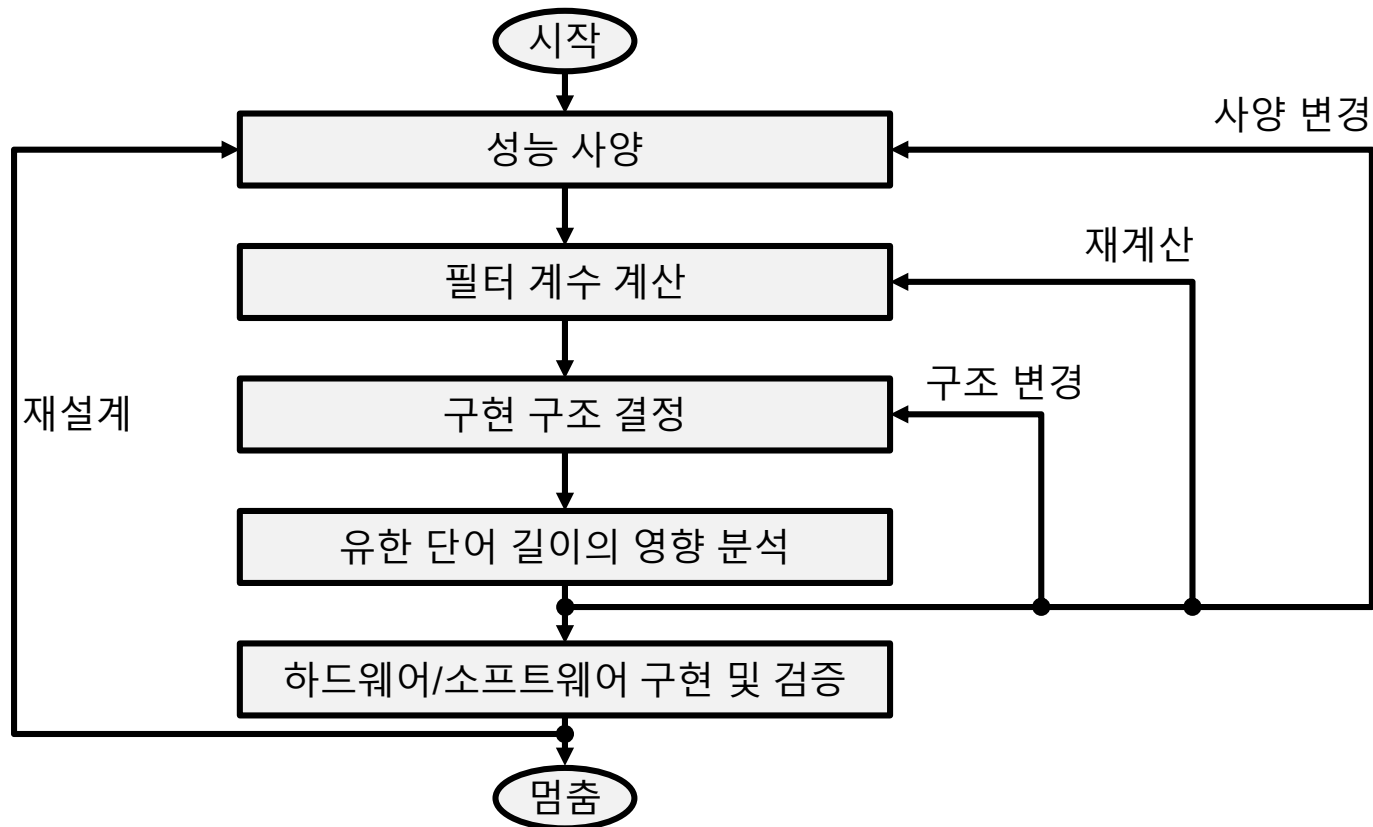 시작
사양 변경
성능 사양
재계산
필터 계수 계산
구조 변경
재설계
구현 구조 결정
유한 단어 길이의 영향 분석
하드웨어/소프트웨어 구현 및 검증
멈춤